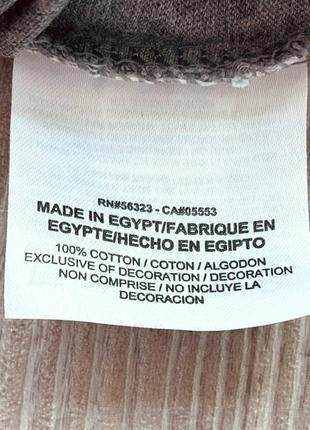 RN#56323 - CA#05553
MADE IN EGYPT/FABRIQUE EN
EGYPTE/HECHO EN EGIPTO
100% COTTON / COTON / ALGODON
EXCLUSIVE OF DECORATION / DECORATION
NON COMPRISE / NO INCLUYE LA
DECORACION